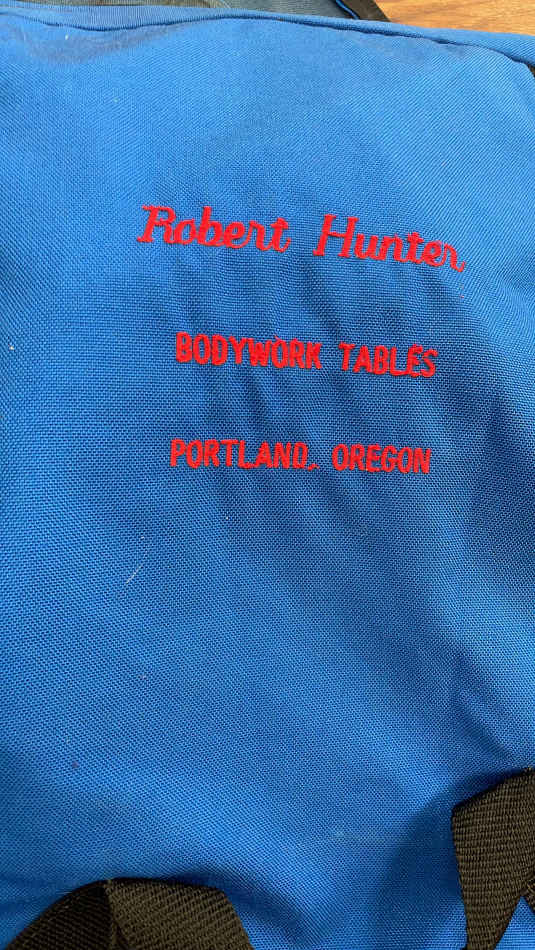 Robert Hunter
BODYWORK TABLES
PORTLAND, OREGON